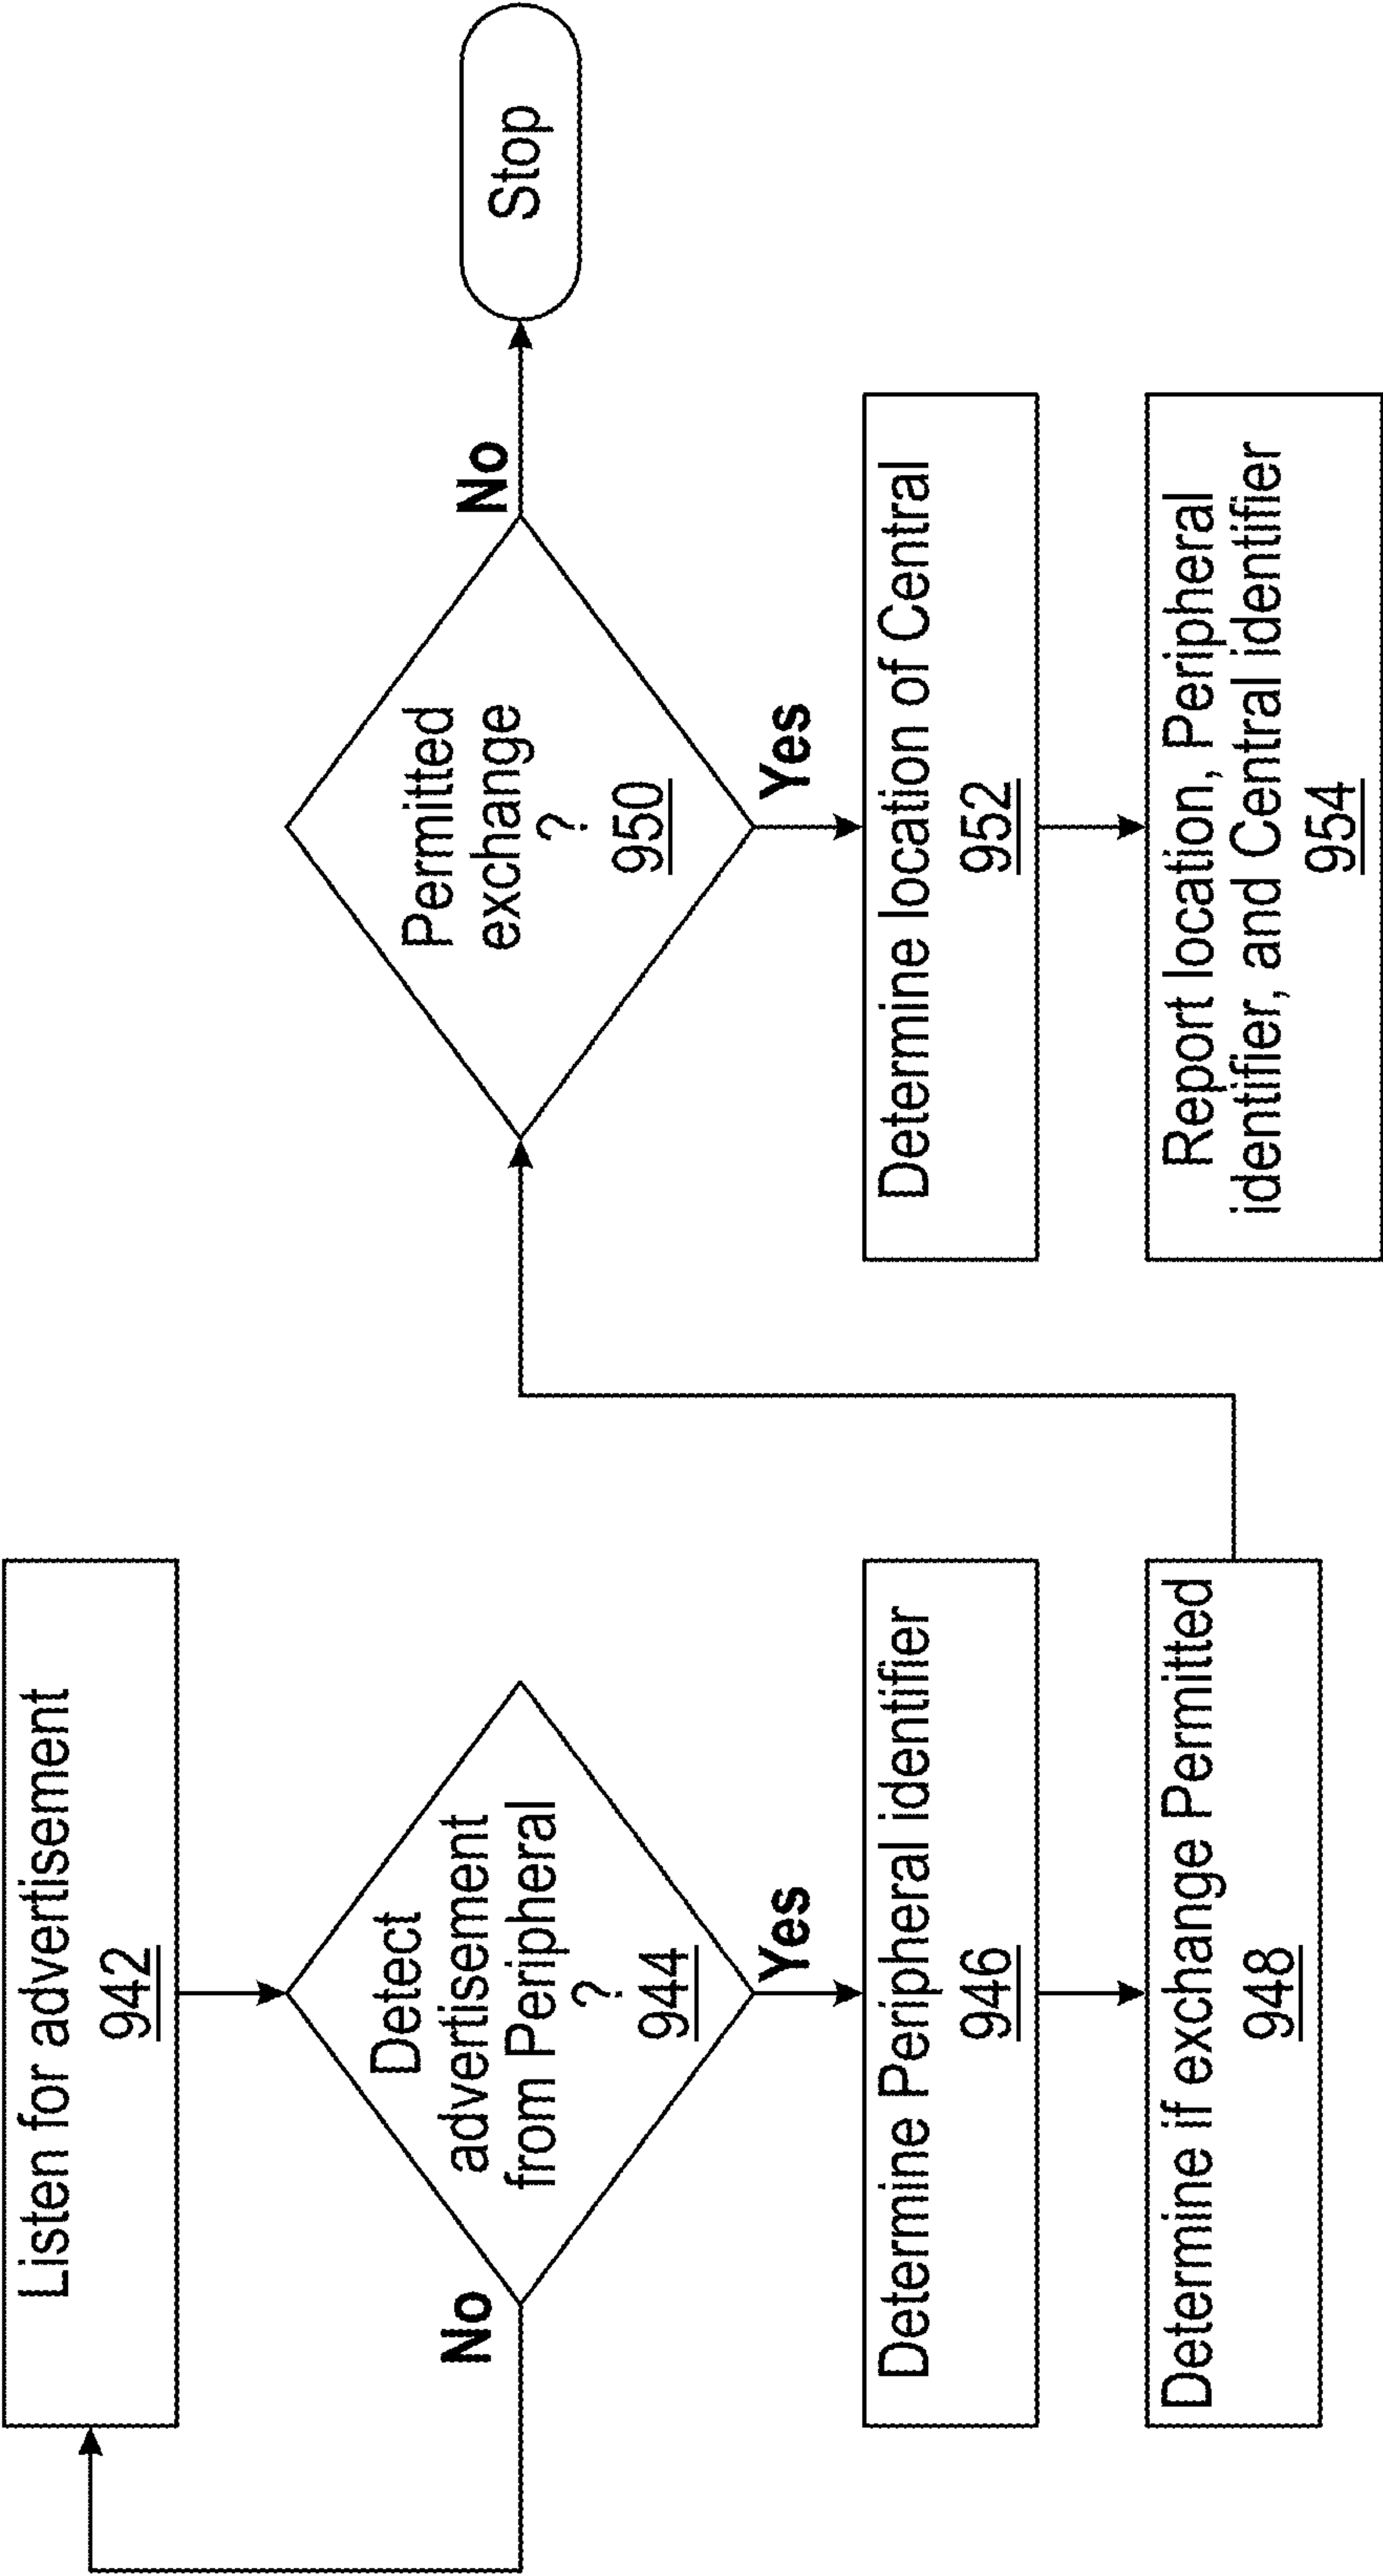 Listen for advertisement
942
Detect
advertisement
from Peripheral
?
944
No
Yes
Determine Peripheral identifier
946
Determine if exchange Permitted
948
Permitted
exchange
?
950
No
Stop
Yes
Determine location of Central
952
Report location, Peripheral
identifier, and Central identifier
954